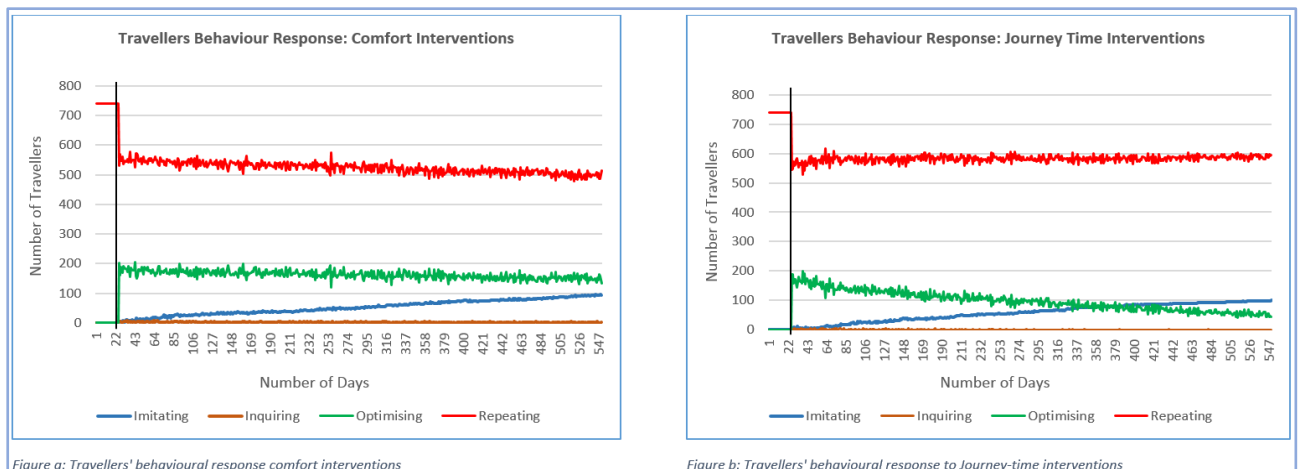 Travellers Behaviour Response: Comfort Interventions
800
700
600
500
400
300
200
100
0
Number of Travellers
1 22 43 64 85 106 127 148 169 190 211 232 253 274 295 316 337 358 379 400 421 442 463 484 505 526 547
Number of Days
Imitating Inquiring Optimising Repeating
Figure a: Travellers' behavioural response comfort interventions
Travellers Behaviour Response: Journey Time Interventions
800
700
600
500
400
300
200
100
0
Number of Travellers
1 22 43 64 85 106 127 148 169 190 211 232 253 274 295 316 337 358 379 400 421 442 463 484 505 526 547
Number of Days
Imitating Inquiring Optimising Repeating
Figure b: Travellers' behavioural response to Journey-time interventions